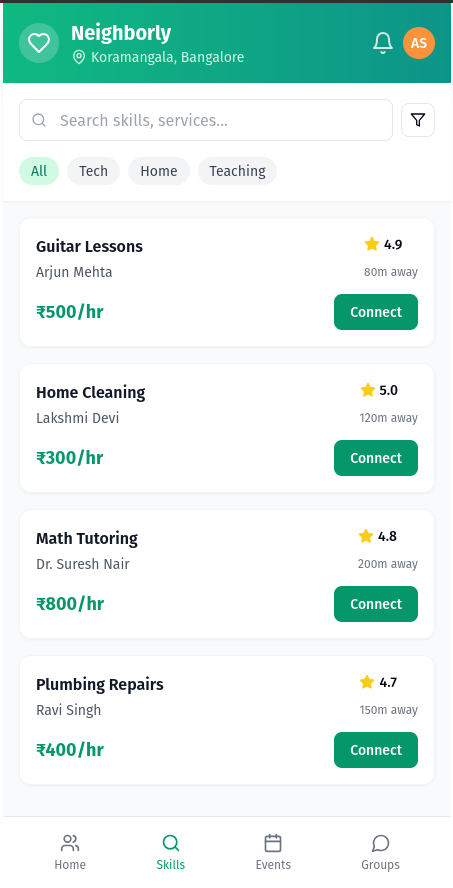 Neighborly
Koramangala, Bangalore
AS
Search skills, services...
All Tech Home Teaching
Guitar Lessons 4.9
Arjun Mehta 80m away
₹500/hr Connect
Home Cleaning 5.0
Lakshmi Devi 120m away
₹300/hr Connect
Math Tutoring 4.8
Dr. Suresh Nair 200m away
₹800/hr Connect
Plumbing Repairs 4.7
Ravi Singh 150m away
₹400/hr Connect
Home Skills Events Groups